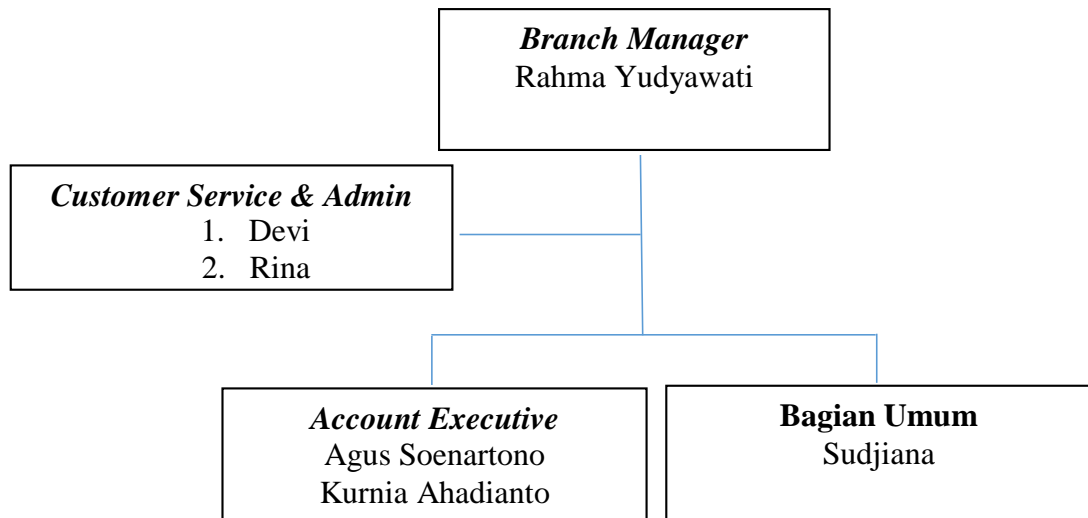 Branch Manager
Rahma Yudyawati
Customer Service & Admin
1. Devi
2. Rina
Account Executive
Agus Soenartono
Kurnia Ahadianto
Bagian Umum
Sudjiana